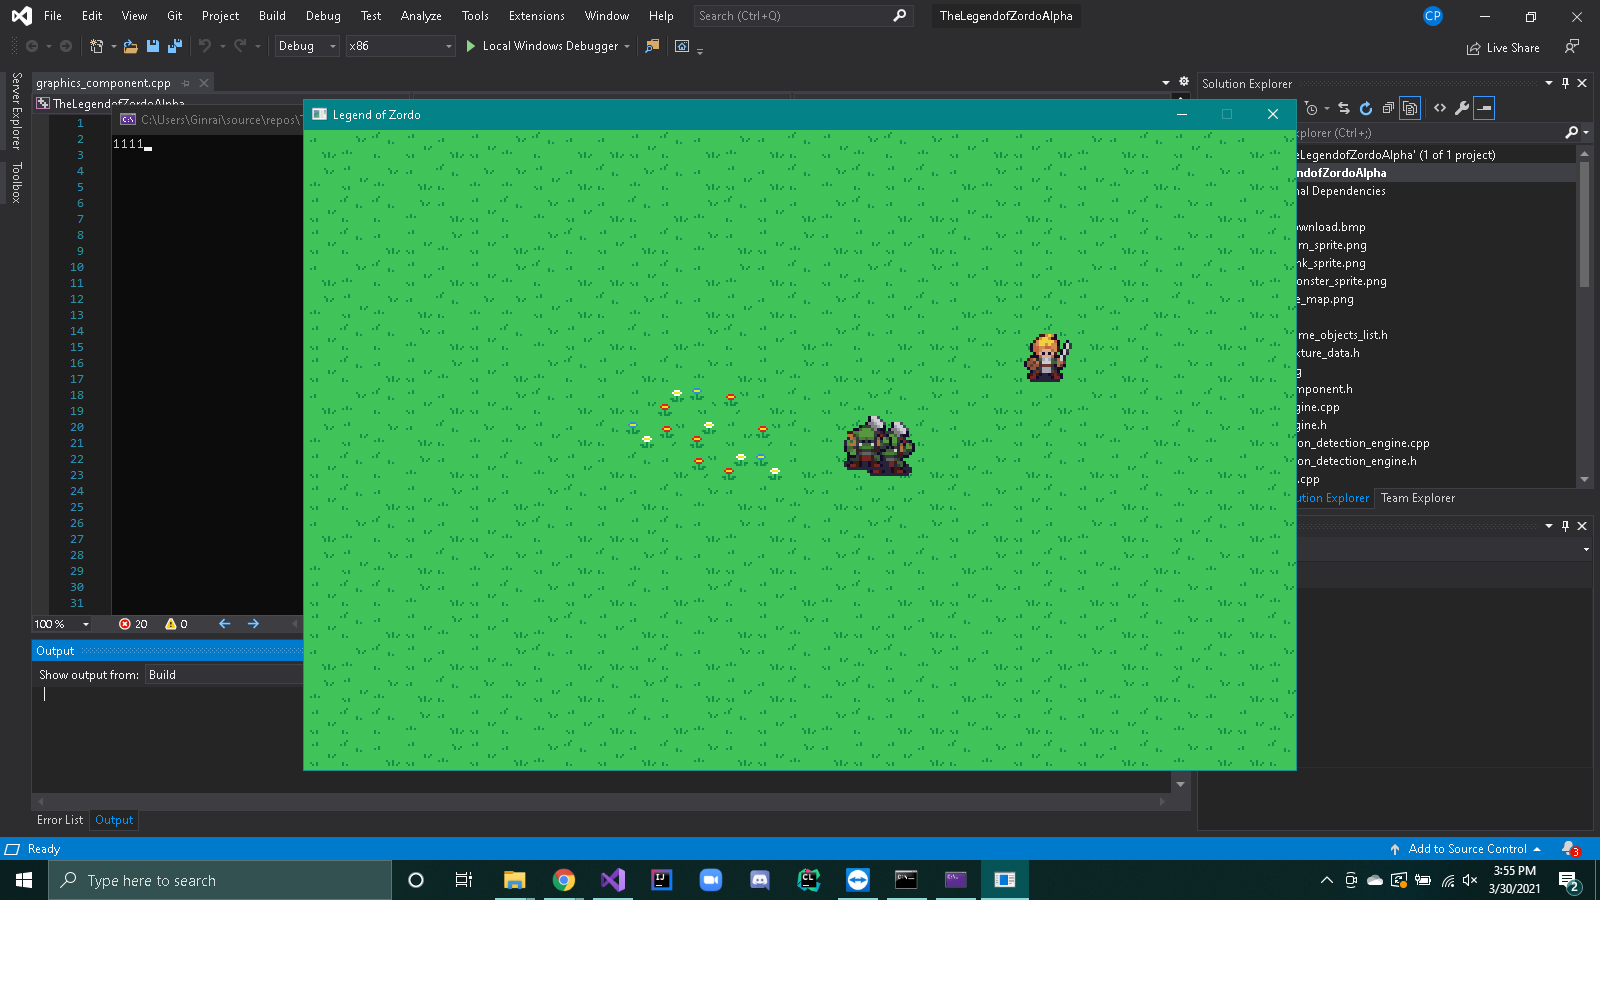 File Edit View Git Project Build Debug Test Analyze Tools Extensions Window Help Search (Ctrl+Q) TheLegendofZordoAlpha CP
Debug x86 Local Windows Debugger Live Share
Server Explorer
Toolbox
graphics_component.cpp
TheLegendofZordoAlpha
C:\Users\Ginrai\source\repos\T
1111
1
2
3
4
5
6
7
8
9
10
11
12
13
14
15
16
17
18
19
20
21
22
23
24
25
26
27
28
29
30
31
100 % 20 0
Legend of Zordo
Solution Explorer
xplorer (Ctrl+;)
eLegendofZordoAlpha' (1 of 1 project)
ndofZordoAlpha
nal Dependencies
ownload.bmp
m_sprite.png
nk_sprite.png
onster_sprite.png
e_map.png
me_objects_list.h
xture_data.h
g
mponent.h
gine.cpp
gine.h
on_detection_engine.cpp
on_detection_engine.h
.cpp
ution Explorer Team Explorer
Output
Show output from: Build
Error List Output
Ready Add to Source Control 3
Type here to search
3:55 PM
3/30/2021
2